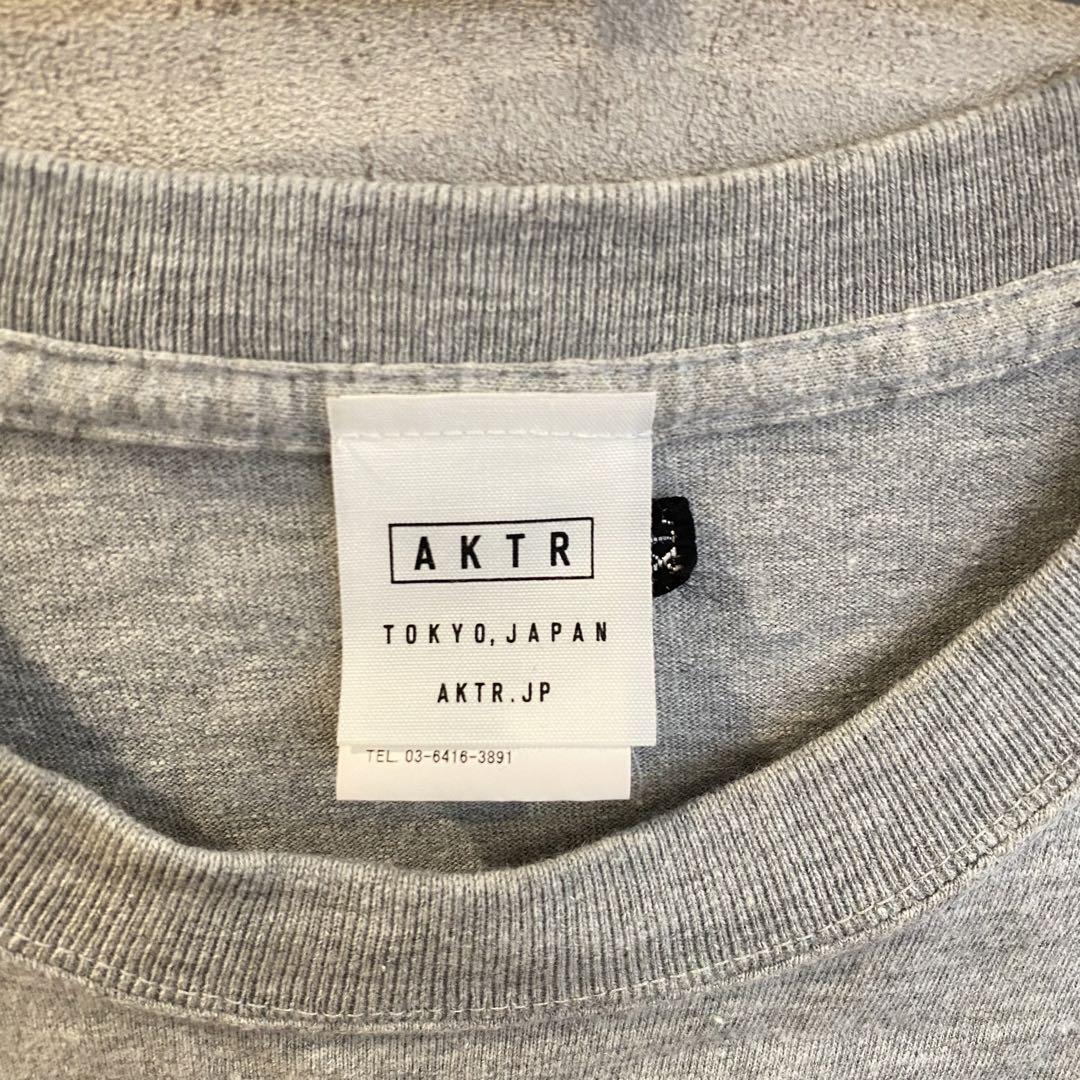 AKTR
TOKYO, JAPAN
AKTR.JP
TEL. 03-6416-3891